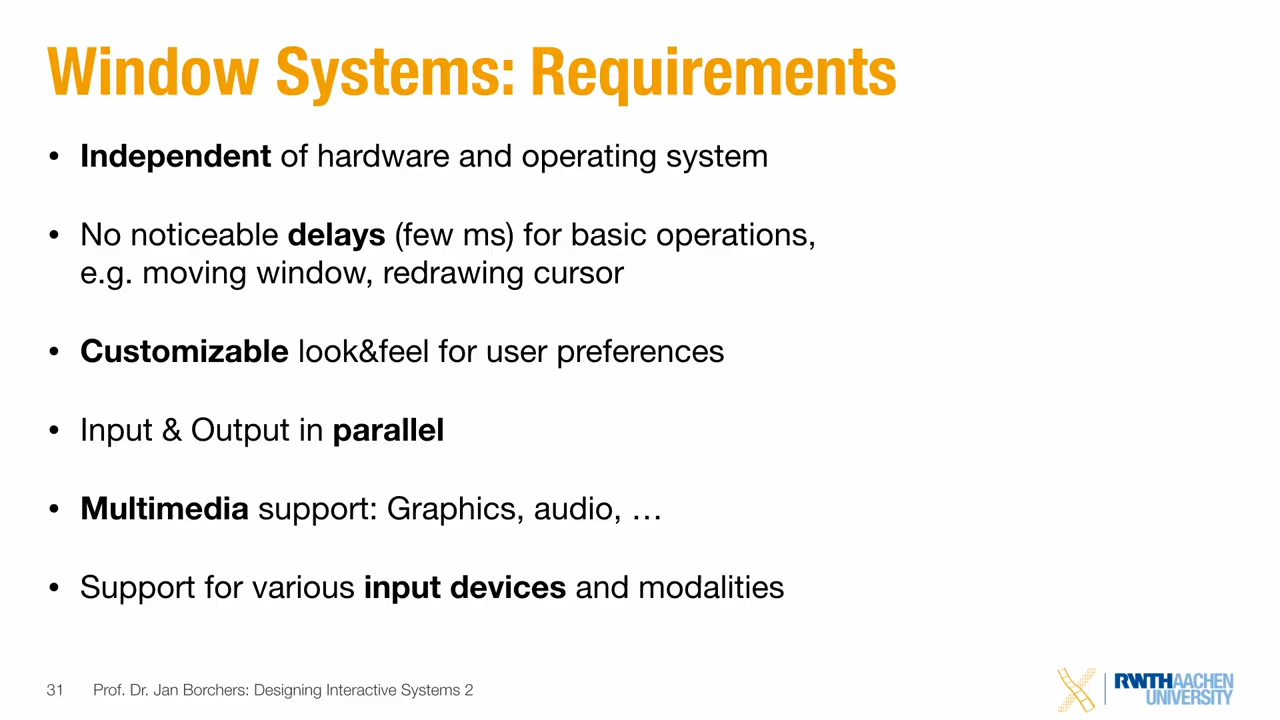 Window Systems: Requirements
• Independent of hardware and operating system
• No noticeable delays (few ms) for basic operations,
e.g. moving window, redrawing cursor
• Customizable look&feel for user preferences
• Input & Output in parallel
• Multimedia support: Graphics, audio, …
• Support for various input devices and modalities
31 Prof. Dr. Jan Borchers: Designing Interactive Systems 2
RWTHAACHEN
UNIVERSITY